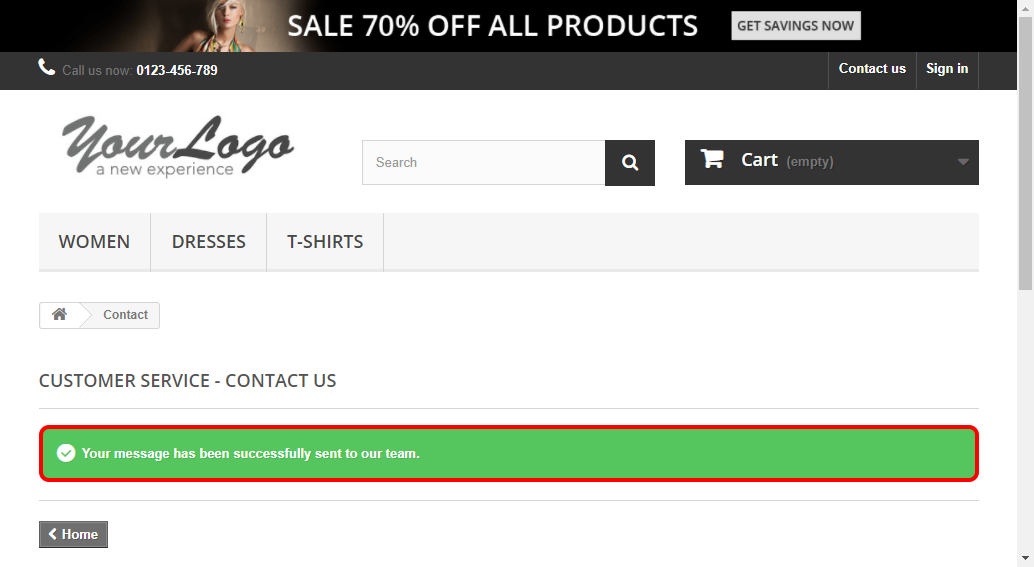 SALE 70% OFF ALL PRODUCTS GET SAVINGS NOW
Call us now: 0123-456-789 Contact us Sign in
YourLogo
a new experience
Search Cart (empty)
WOMEN DRESSES T-SHIRTS
Contact
CUSTOMER SERVICE - CONTACT US
Your message has been successfully sent to our team.
Home